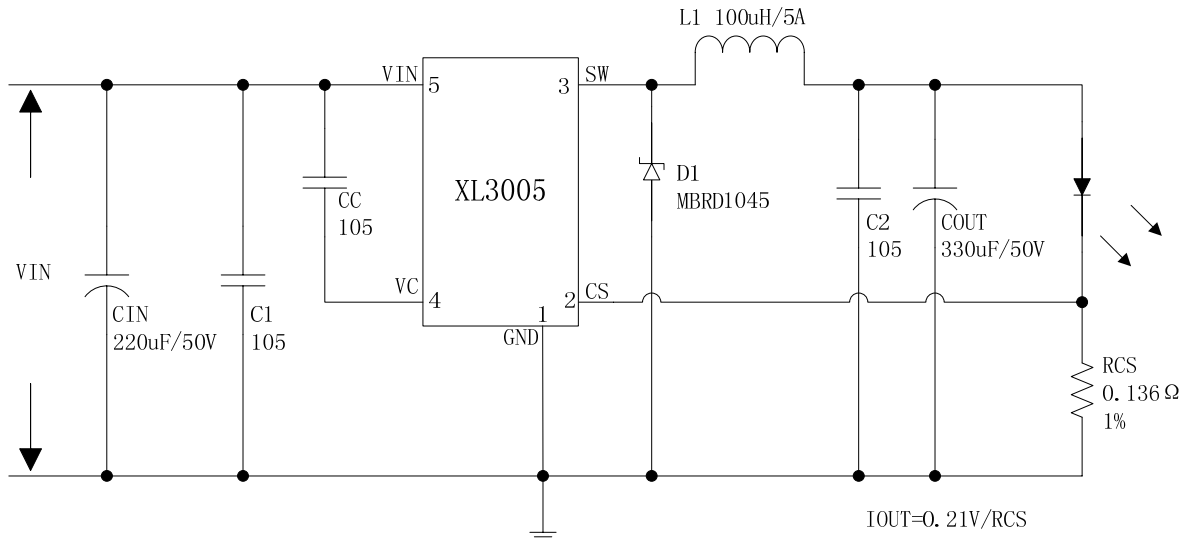 L1 100uH/5A
VIN
5
3
SW
XL3005
CC
105
D1
MBRD1045
C2
105
COUT
330uF/50V
VIN
VC
4
2
CS
1
GND
CIN
220uF/50V
C1
105
RCS
0.136Ω
1%
IOUT=0.21V/RCS